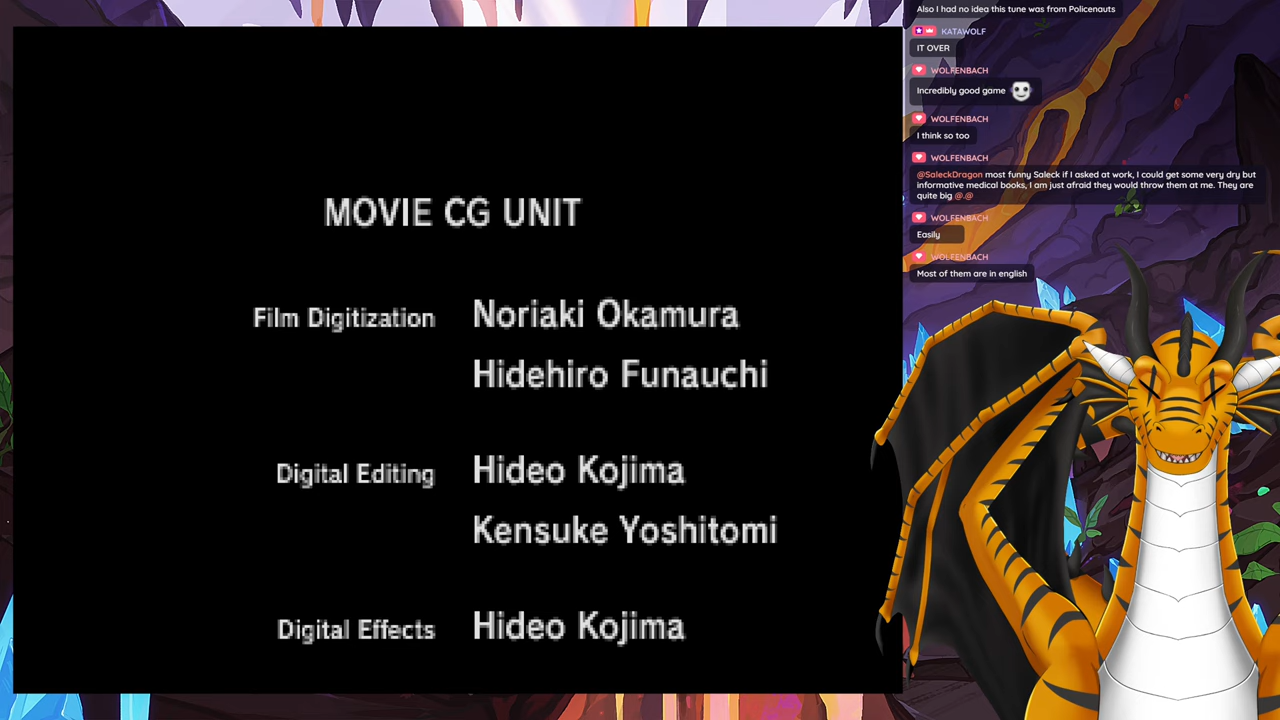 MOVIE CG UNIT
Film Digitization Noriaki Okamura
Hidehiro Funauchi
Digital Editing Hideo Kojima
Kensuke Yoshitomi
Digital Effects Hideo Kojima
Also I had no idea this tune was from Policenauts
KATAWOLF
IT OVER
WOLFENBACH
Incredibly good game
WOLFENBACH
I think so too
WOLFENBACH
@SaleckDragon most funny Saleck if I asked at work, I could get some very dry but
informative medical books, I am just afraid they would throw them at me. They are
quite big @.@
WOLFENBACH
Easily
WOLFENBACH
Most of them are in english